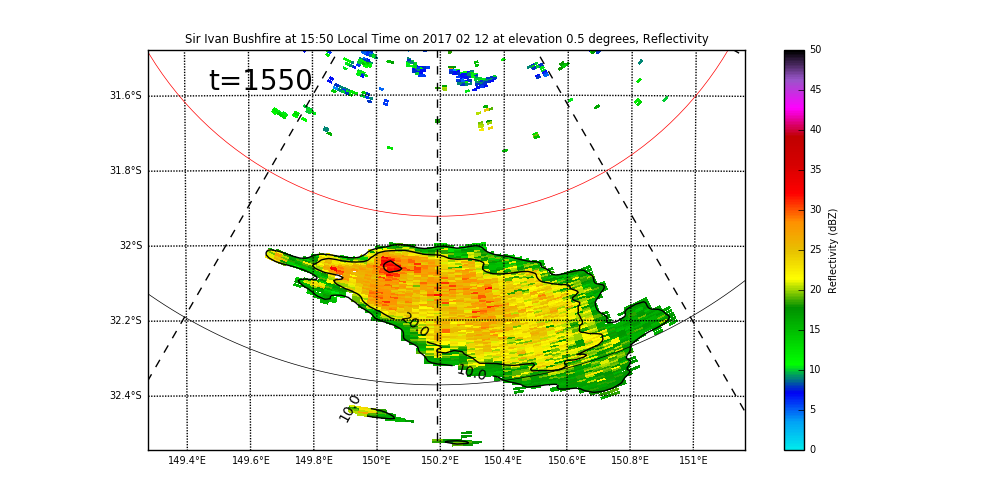 Sir Ivan Bushfire at 15:50 Local Time on 2017 02 12 at elevation 0.5 degrees, Reflectivity
t=1550
31.6°S
31.8°S
32°S
32.2°S
32.4°S
20.0
10.0
10.0
149.4°E 149.6°E 149.8°E 150°E 150.2°E 150.4°E 150.6°E 150.8°E 151°E
50
45
40
35
30
25
20
15
10
5
0
Reflectivity (dBZ)